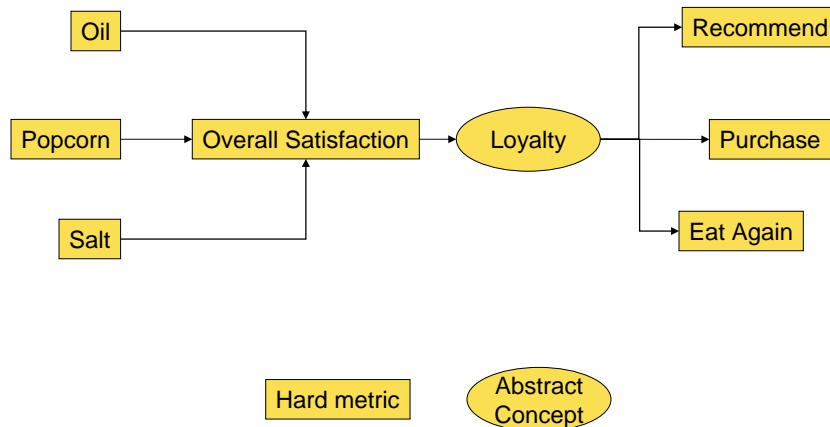 Oil
Recommend
Popcorn
Overall Satisfaction
Loyalty
Purchase
Salt
Eat Again
Hard metric
Abstract
Concept